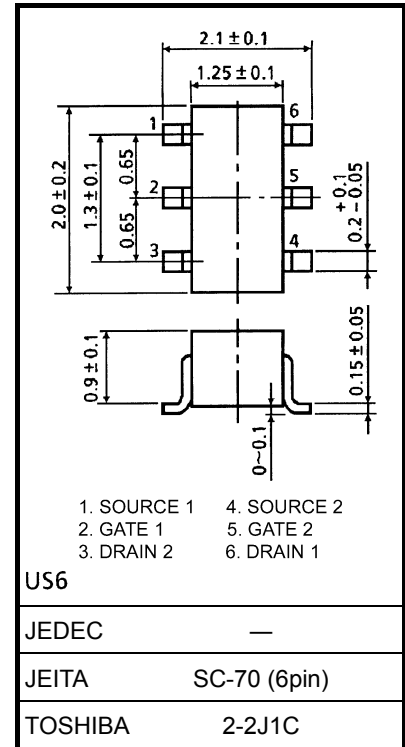 2.1±0.1
1.25±0.1
1
6
2.0±0.2
1.3±0.1
0.65
2
5
0.65
+0.1
0.2-0.05
3
4
0.9±0.1
0.15±0.05
0~0.1
1. SOURCE 1 4. SOURCE 2
2. GATE 1 5. GATE 2
3. DRAIN 2 6. DRAIN 1
US6
JEDEC —
JEITA SC-70 (6pin)
TOSHIBA 2-2J1C